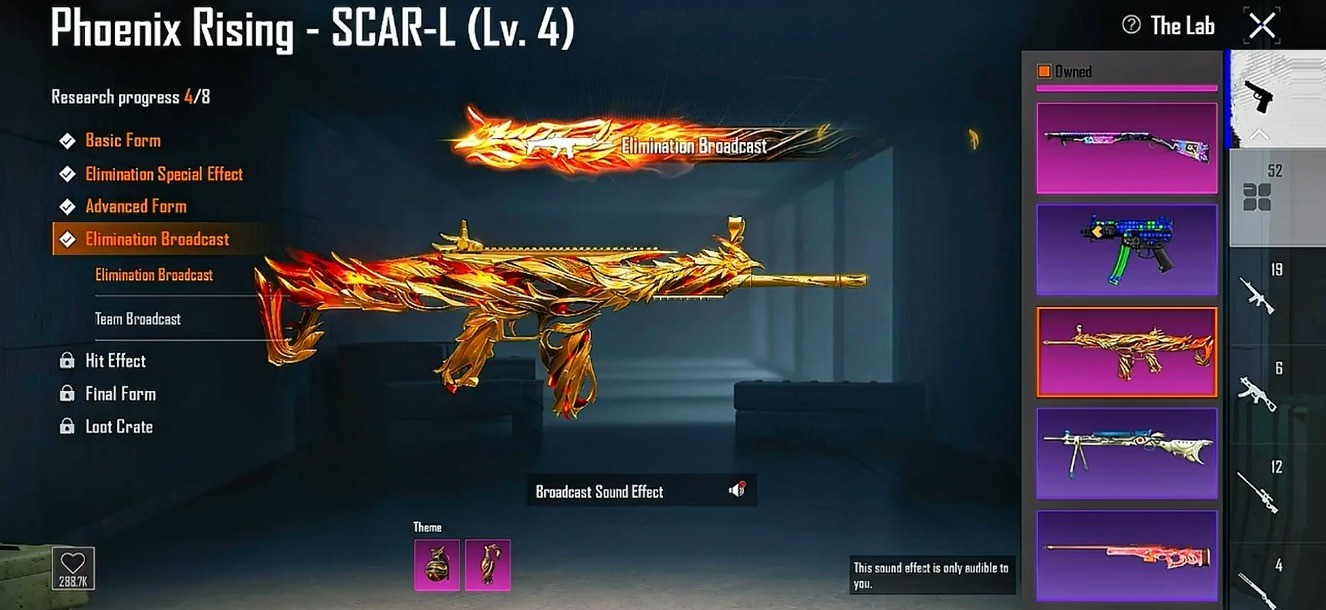 Phoenix Rising - SCAR-L (Lv. 4)
The Lab
Research progress 4/8
Basic Form
Elimination Special Effect
Advanced Form
Elimination Broadcast
Elimination Broadcast
Team Broadcast
Hit Effect
Final Form
Loot Crate
Elimination Broadcast
Broadcast Sound Effect
Theme
288.7K
This sound effect is only audible to
you.
Owned
52
19
6
12
4